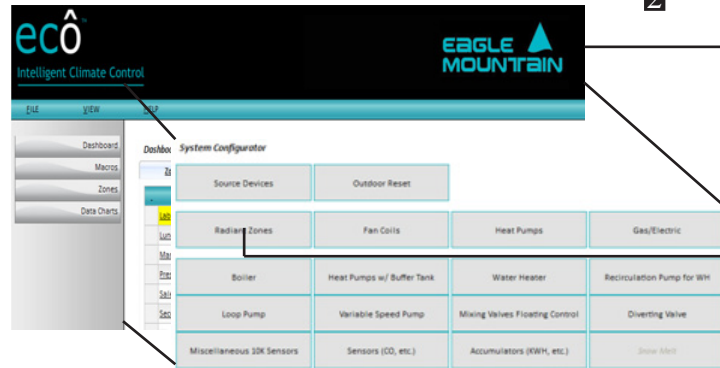 2
ecô™
Intelligent Climate Control
EAGLE
MOUNTAIN
FILE VIEW HELP
Dashboard
Macros
Zones
Data Charts
System Configurator
Source Devices Outdoor Reset
Radiant Zones Fan Coils Heat Pumps Gas/Electric
Boiler Heat Pumps w/ Buffer Tank Water Heater Recirculation Pump for WH
Loop Pump Variable Speed Pump Mixing Valves Floating Control Diverting Valve
Miscellaneous 10K Sensors Sensors (CO, etc.) Accumulators (KWH, etc.) Snow Melt